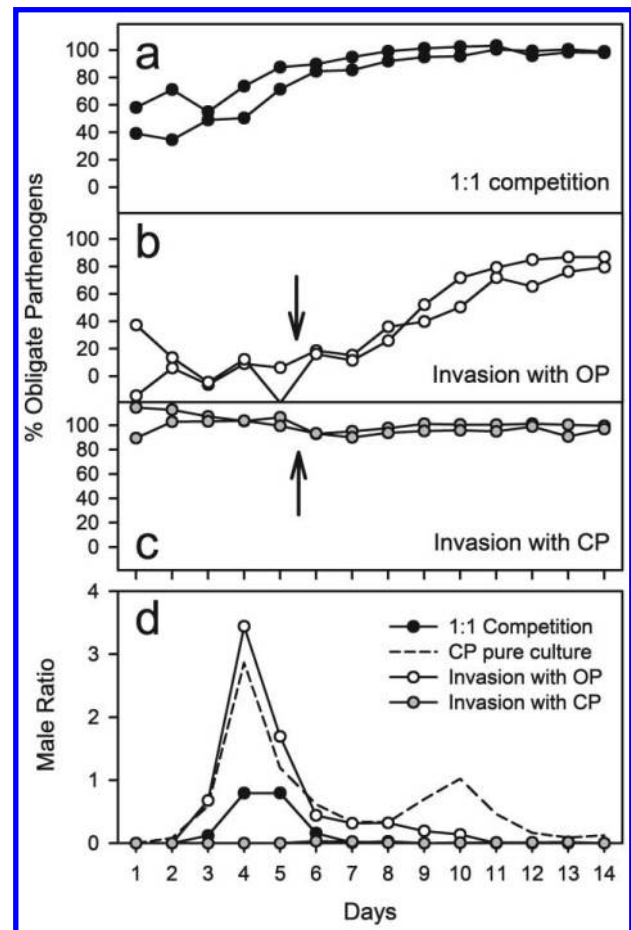 % Obligate Parthenogens
a
100
80
60
40
20
0
1:1 competition
b
100
80
60
40
20
0
Invasion with OP
100
80
60
40
20
0
c
Invasion with CP
Male Ratio
d
4
3
2
1
0
1:1 Competition
CP pure culture
Invasion with OP
Invasion with CP
1 2 3 4 5 6 7 8 9 10 11 12 13 14
Days